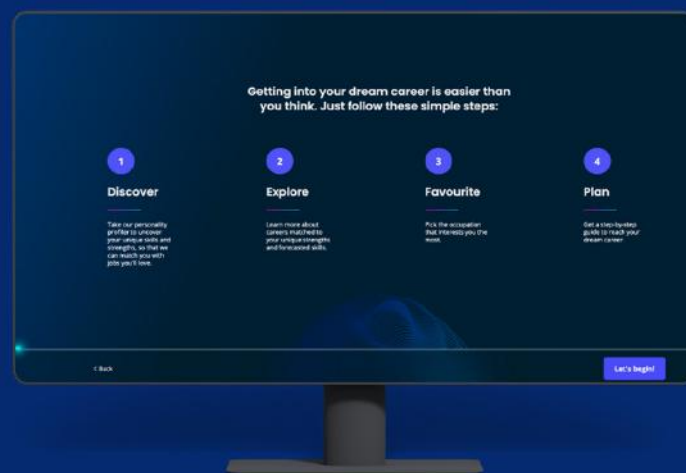 Getting into your dream career is easier than
you think. Just follow these simple steps:
1
Discover
Take our personality
profiler to uncover
your unique skills and
strengths, so that we
can match you with
jobs you'll love.
2
Explore
Learn more about
careers matched to
your unique strengths
and forecasted skills.
3
Favourite
Pick the occupation
that interests you the
most.
4
Plan
Get a step-by-step
guide to reach your
dream career.
< Back
Let's begin!